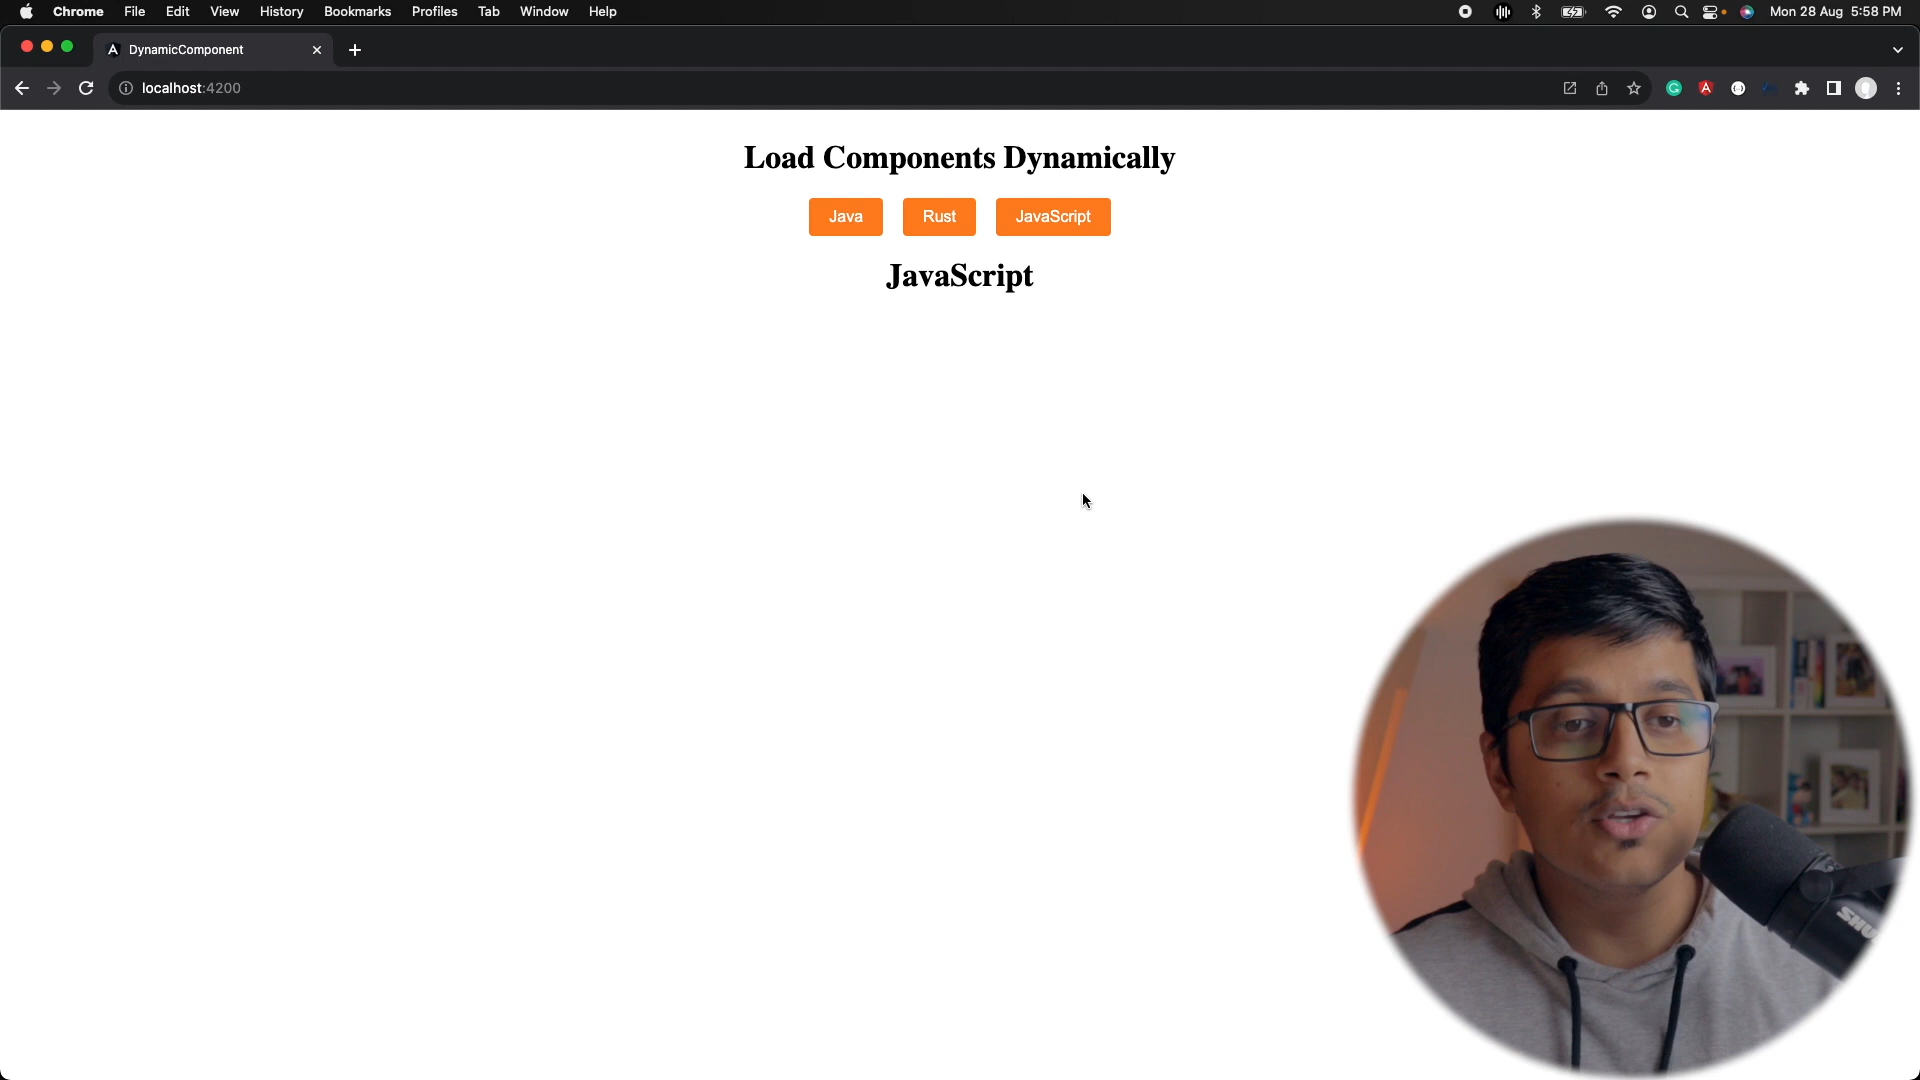 Chrome File Edit View History Bookmarks Profiles Tab Window Help Mon 28 Aug 5:58 PM
DynamicComponent
localhost:4200
Load Components Dynamically
Java Rust JavaScript
JavaScript